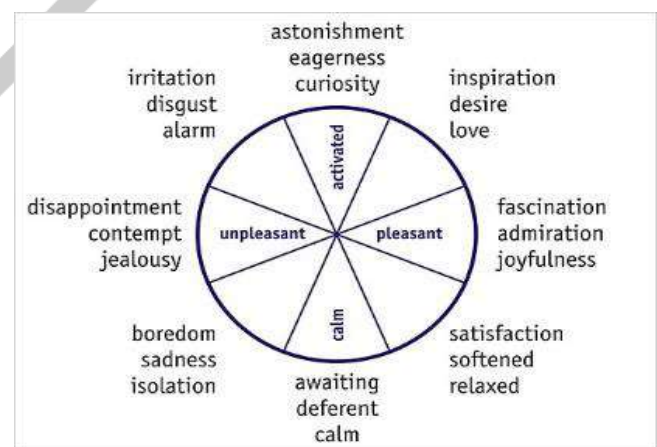 astonishment
eagerness
curiosity
irritation
disgust
alarm
inspiration
desire
love
activated
disappointment
contempt
jealousy
unpleasant
pleasant
fascination
admiration
joyfulness
calm
boredom
sadness
isolation
satisfaction
softened
relaxed
awaiting
deferent
calm